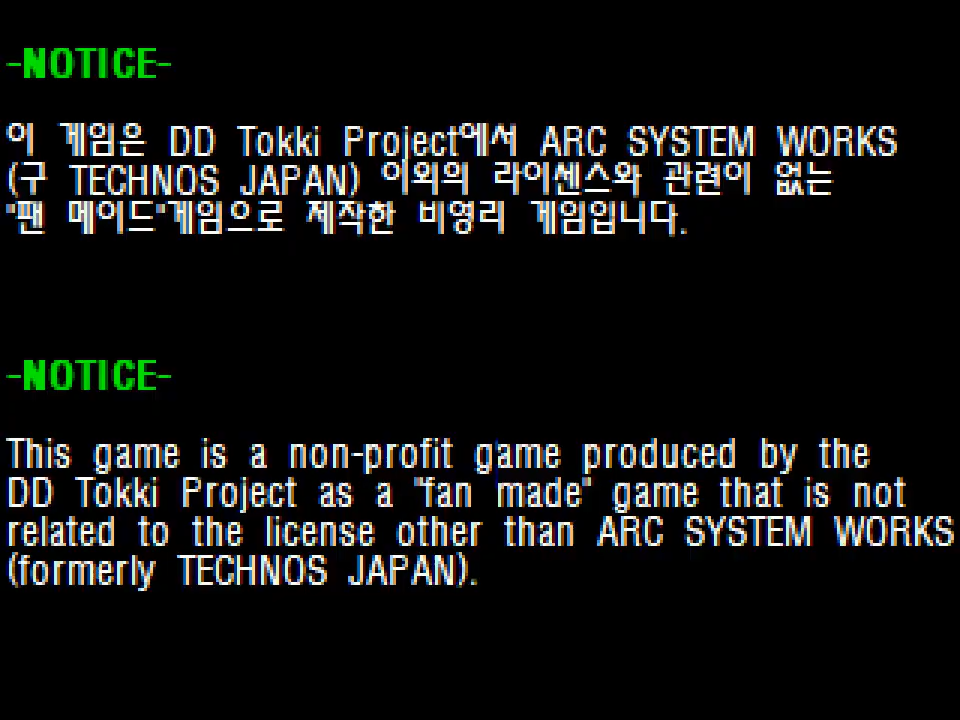 -NOTICE-
이 게임은 DD Tokki Project에서 ARC SYSTEM WORKS
(구 TECHNOS JAPAN) 이외의 라이센스와 관련이 없는
"팬 메이드"게임으로 제작한 비영리 게임입니다.
-NOTICE-
This game is a non-profit game produced by the
DD Tokki Project as a "fan made" game that is not
related to the license other than ARC SYSTEM WORKS
(formerly TECHNOS JAPAN).